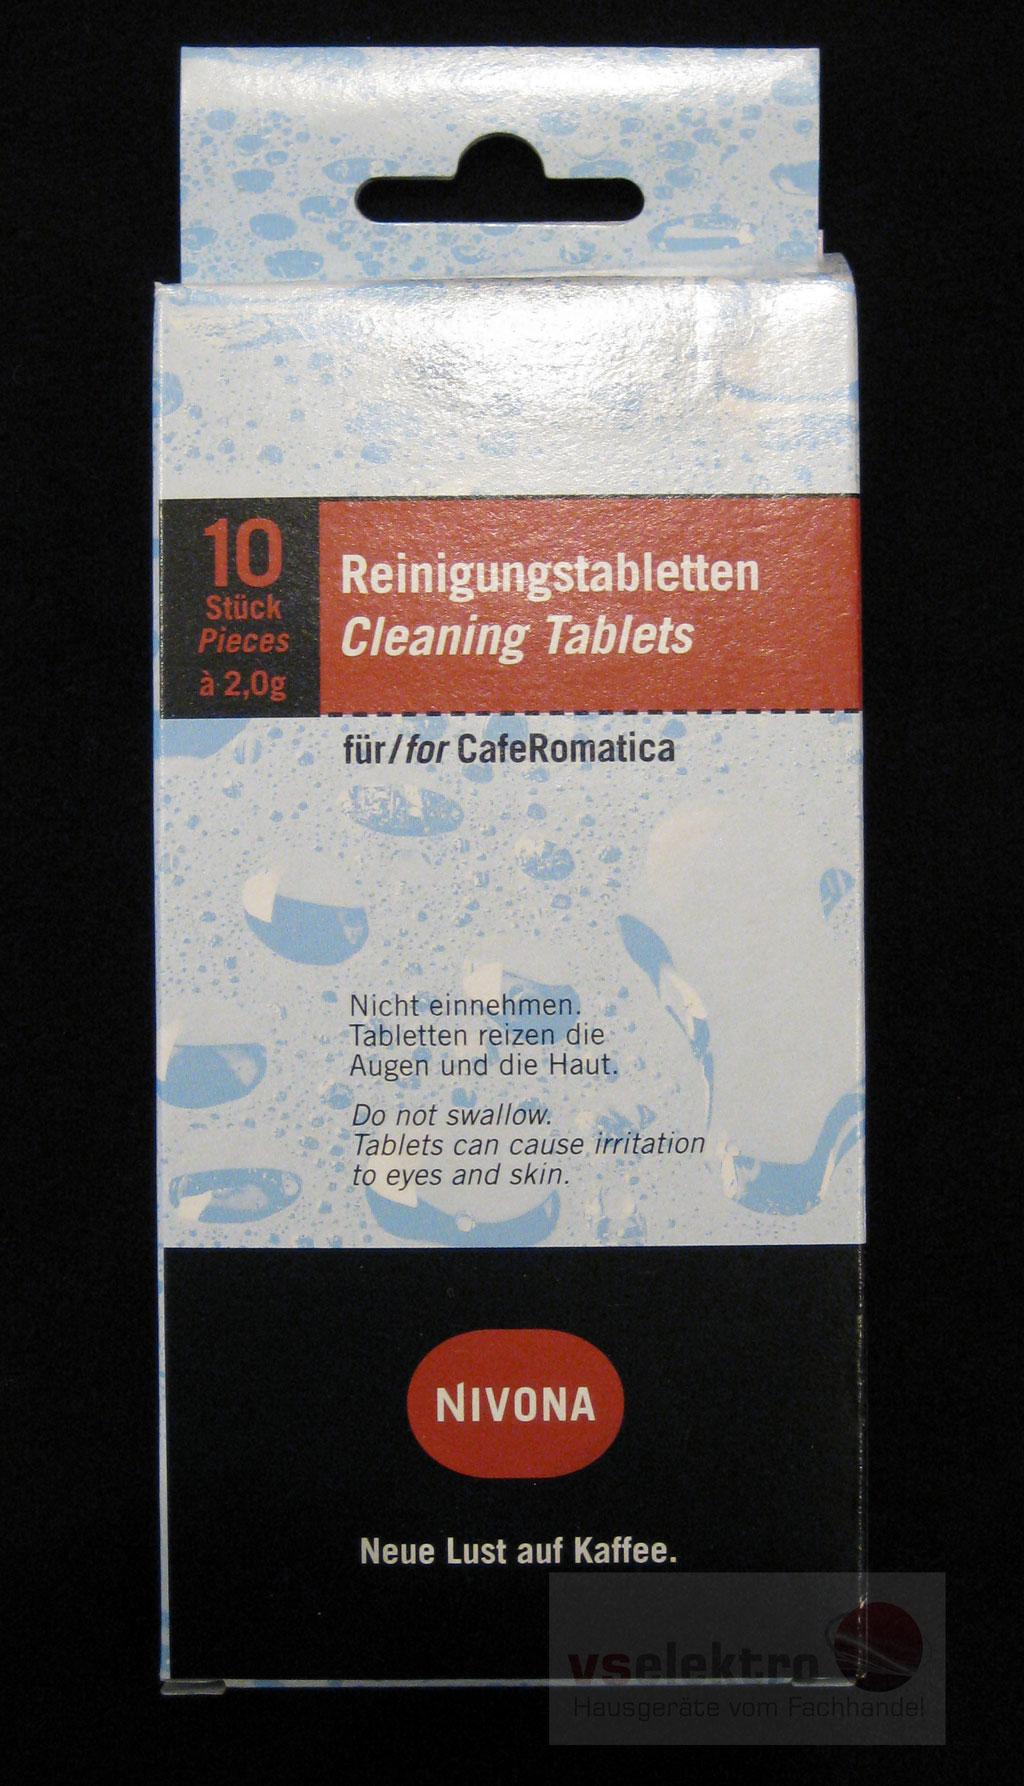 10
Stück
Pieces
à 2,0g
Reinigungstabletten
Cleaning Tablets
für/for CafeRomatica
Nicht einnehmen.
Tabletten reizen die
Augen und die Haut.
Do not swallow.
Tablets can cause irritation
to eyes and skin.
NIVONA
Neue Lust auf Kaffee.
vselektro
Hausgeräte vom Fachhandel